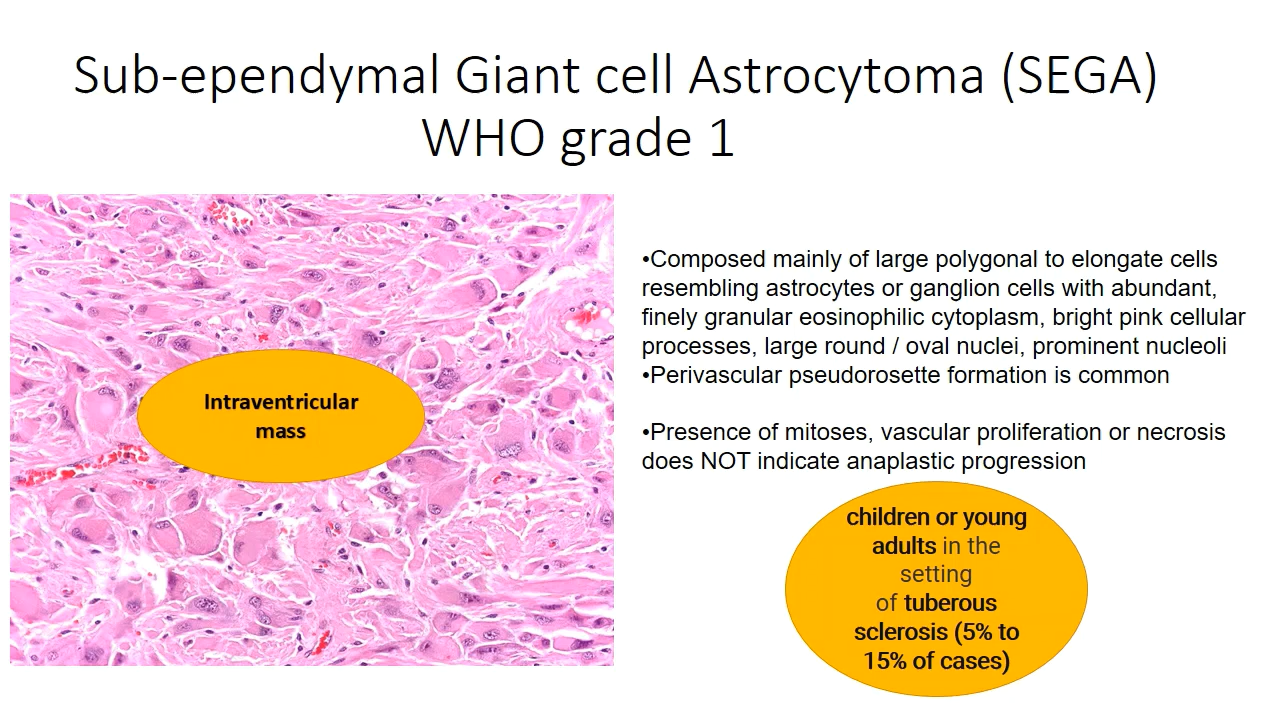 Sub-ependymal Giant cell Astrocytoma (SEGA)
WHO grade 1
Intraventricular
mass
•Composed mainly of large polygonal to elongate cells
resembling astrocytes or ganglion cells with abundant,
finely granular eosinophilic cytoplasm, bright pink cellular
processes, large round / oval nuclei, prominent nucleoli
•Perivascular pseudorosette formation is common
•Presence of mitoses, vascular proliferation or necrosis
does NOT indicate anaplastic progression
children or young
adults in the
setting
of tuberous
sclerosis (5% to
15% of cases)